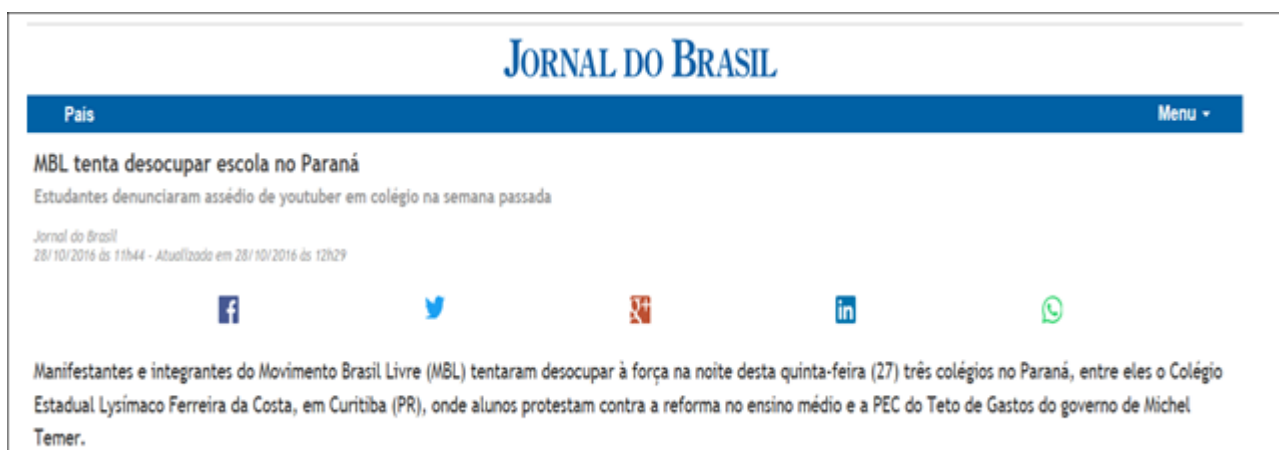 JORNAL DO BRASIL
País Menu
MBL tenta desocupar escola no Paraná
Estudantes denunciaram assédio de youtuber em colégio na semana passada
Jornal do Brasil
28/10/2016 às 11h44 - Atualizada em 28/10/2016 às 12h29
Manifestantes e integrantes do Movimento Brasil Livre (MBL) tentaram desocupar à força na noite desta quinta-feira (27) três colégios no Paraná, entre eles o Colégio
Estadual Lysímaco Ferreira da Costa, em Curitiba (PR), onde alunos protestam contra a reforma no ensino médio e a PEC do Teto de Gastos do governo de Michel
Temer.